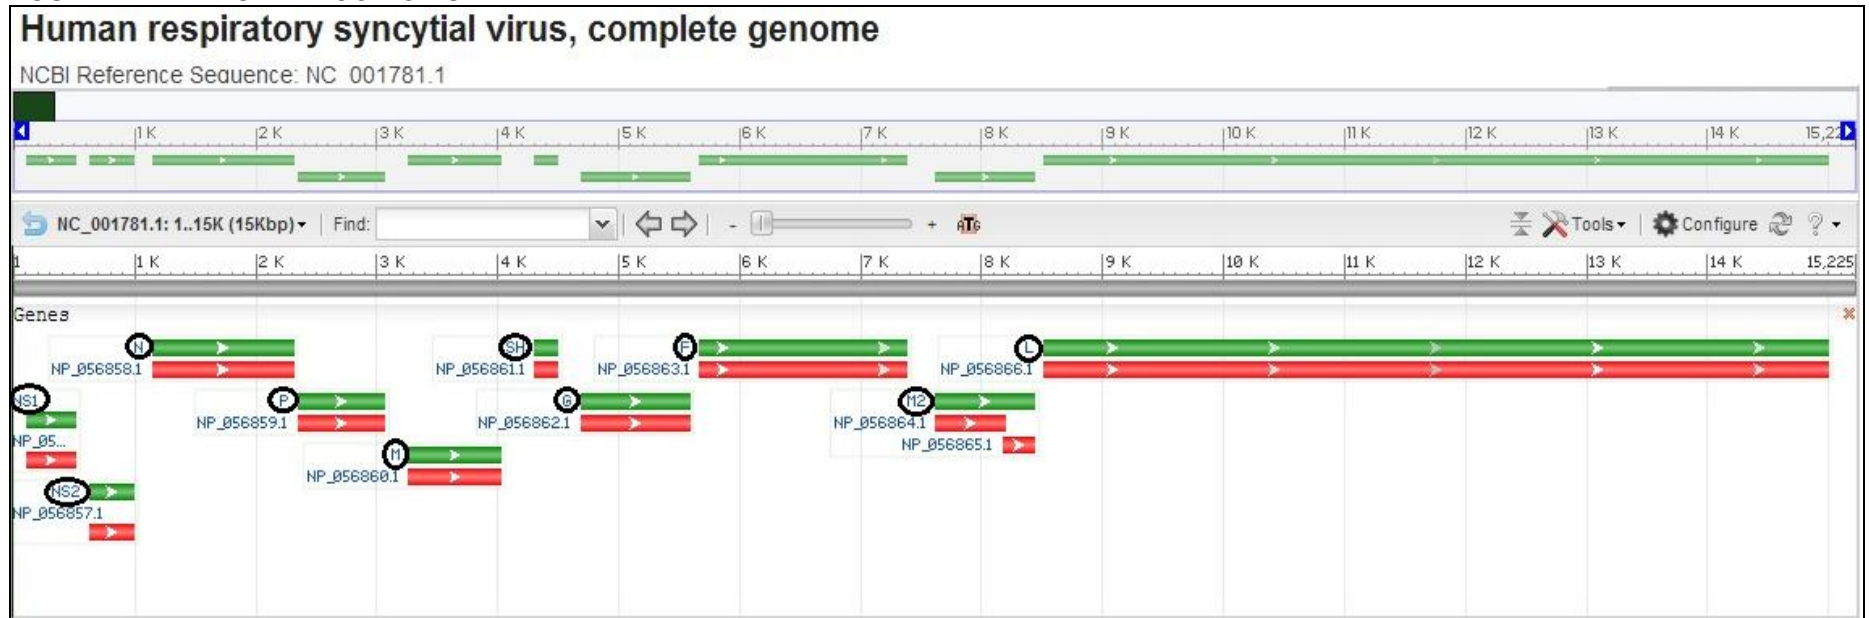 Human respiratory syncytial virus, complete genome
NCBI Reference Sequence: NC_001781.1
1 K 2 K 3 K 4 K 5 K 6 K 7 K 8 K 9 K 10 K 11 K 12 K 13 K 14 K 15,22
NC_001781.1: 1..15K (15Kbp) Find: - + ATG Tools Configure ?
1 1 K 2 K 3 K 4 K 5 K 6 K 7 K 8 K 9 K 10 K 11 K 12 K 13 K 14 K 15,225
Genes
N SH F L
NP_056858.1 NP_056861.1 NP_056863.1 NP_056866.1
NS1 P G M2
NP_056859.1 NP_056862.1 NP_056864.1
NP_05... NP_056865.1
M
NP_056860.1
NS2
NP_056857.1